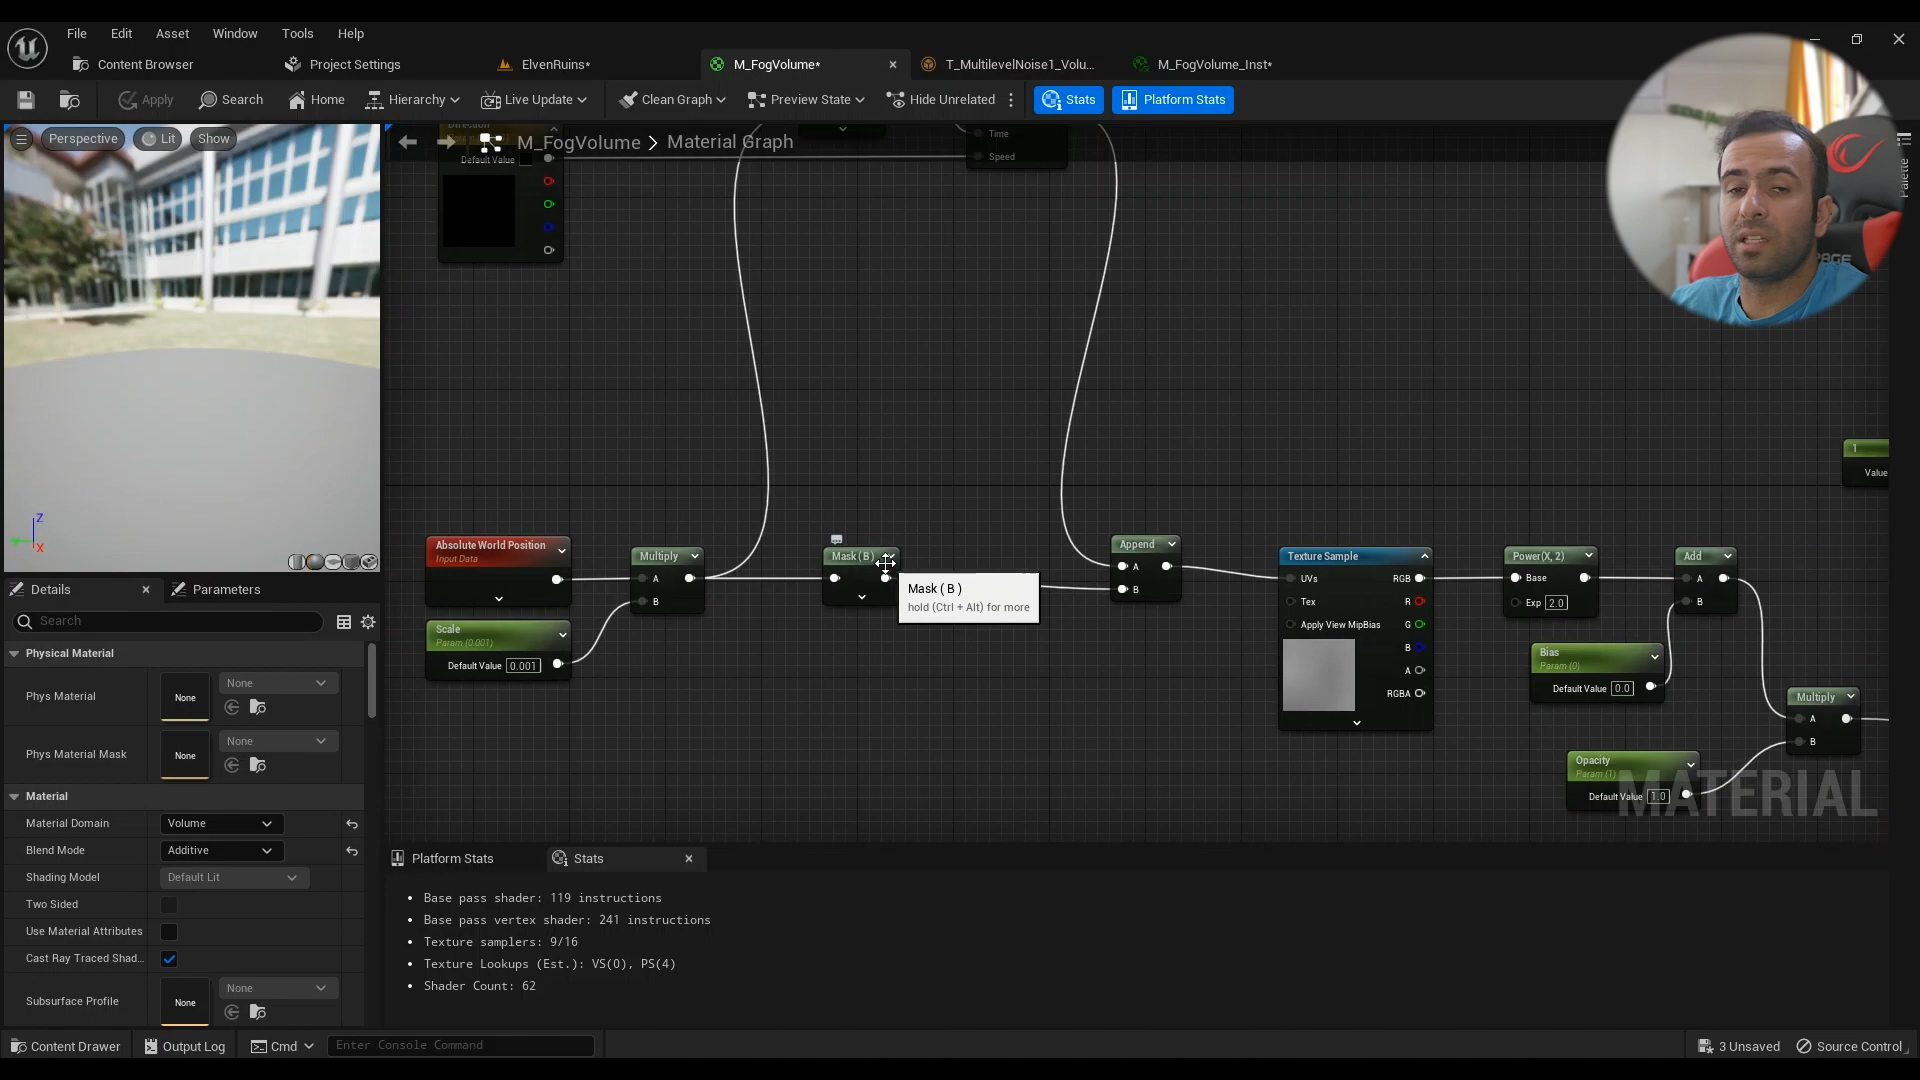 File Edit Asset Window Tools Help
Content Browser Project Settings ElvenRuins* M_FogVolume* T_MultilevelNoise1_Volu... M_FogVolume_Inst*
Apply Search Home Hierarchy Live Update Clean Graph Preview State Hide Unrelated Stats Platform Stats
Perspective Lit Show
M_FogVolume > Material Graph
Palette
Direction
Default Value
Time
Speed
Z
X
1
Value
Absolute World Position
Input Data
Multiply
A
B
Scale
Param (0.001)
Default Value 0.001
Mask ( B )
Mask ( B )
hold (Ctrl + Alt) for more
Append
A
B
Texture Sample
UVs RGB
Tex R
Apply View MipBias G
B
A
RGBA
Power(X, 2)
Base
Exp 2.0
Add
A
B
Bias
Param (0)
Default Value 0.0
Multiply
A
B
Opacity
Param (1)
Default Value 1.0
MATERIAL
Details Parameters
Search
Physical Material
Phys Material None None
Phys Material Mask None None
Material
Material Domain Volume
Blend Mode Additive
Shading Model Default Lit
Two Sided
Use Material Attributes
Cast Ray Traced Shad...
Subsurface Profile None None
Platform Stats Stats
• Base pass shader: 119 instructions
• Base pass vertex shader: 241 instructions
• Texture samplers: 9/16
• Texture Lookups (Est.): VS(0), PS(4)
• Shader Count: 62
Content Drawer Output Log Cmd Enter Console Command 3 Unsaved Source Control